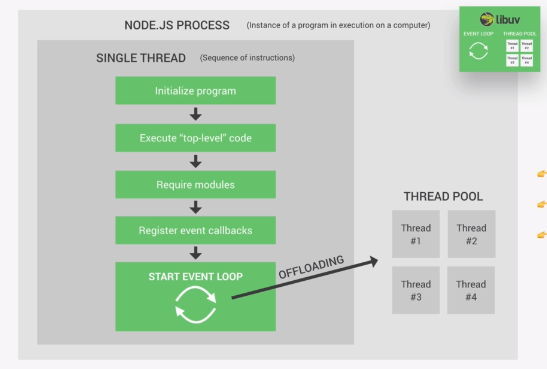 NODE.JS PROCESS (Instance of a program in execution on a computer)
SINGLE THREAD (Sequence of instructions)
Initialize program
Execute “top-level” code
Require modules
Register event callbacks
START EVENT LOOP
OFFLOADING
THREAD POOL
Thread
#1
Thread
#2
Thread
#3
Thread
#4
libuv
EVENT LOOP
THREAD POOL
Thread
#1
Thread
#2
Thread
#3
Thread
#4